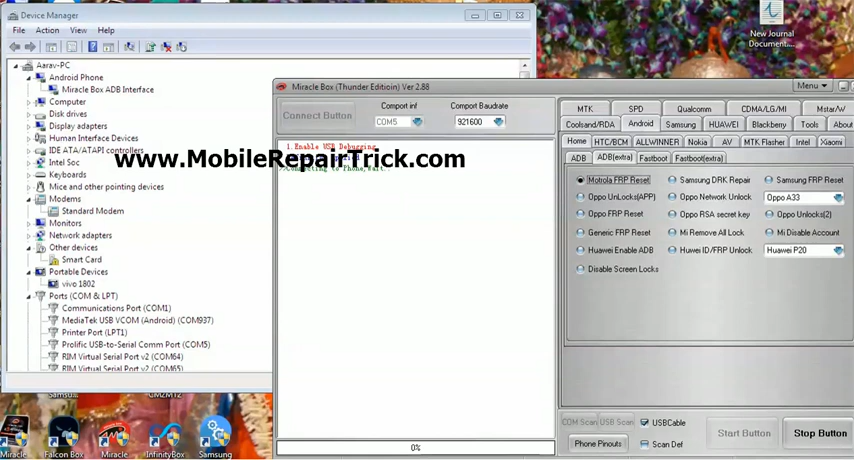 New Journal
Document....
Device Manager
File Action View Help
Aarav-PC
Android Phone
Miracle Box ADB Interface
Computer
Disk drives
Display adapters
Human Interface Devices
IDE ATA/ATAPI controllers
Intel Soc
Keyboards
Mice and other pointing devices
Modems
Standard Modem
Monitors
Network adapters
Other devices
Smart Card
Portable Devices
vivo 1802
Ports (COM & LPT)
Communications Port (COM1)
MediaTek USB VCOM (Android) (COM937)
Printer Port (LPT1)
Prolific USB-to-Serial Comm Port (COM5)
RIM Virtual Serial Port v2 (COM64)
RIM Virtual Serial Port v2 (COM65)
Miracle Box (Thunder Editioin) Ver 2.88
Menu
Connect Button
Comport inf
COM5
Comport Baudrate
921600
1.Enable USB Debugging
www.MobileRepairTrick.com
>>Connecting to Phone,Wait..
0%
MTK SPD Qualcomm CDMA/LG/MI Mstar/W
Coolsand/RDA Android Samsung HUAWEI Blackberry Tools About
Home HTC/BCM ALLWINNER Nokia AV MTK Flasher Intel Xiaomi
ADB ADB(extra) Fastboot Fastboot(extra)
Motrola FRP Reset Samsung DRK Repair Samsung FRP Reset
Oppo UnLocks(APP) Oppo Network Unlock Oppo A33
Oppo FRP Reset Oppo RSA secret key Oppo Unlocks(2)
Generic FRP Reset Mi Remove All Lock Mi Disable Account
Huawei Enable ADB Huwei ID/FRP Unlock Huawei P20
Disable Screen Locks
COM Scan USB Scan USBCable
Phone Pinouts Scan Def
Start Button Stop Button
Miracle Falcon Box Miracle InfinityBox Samsung